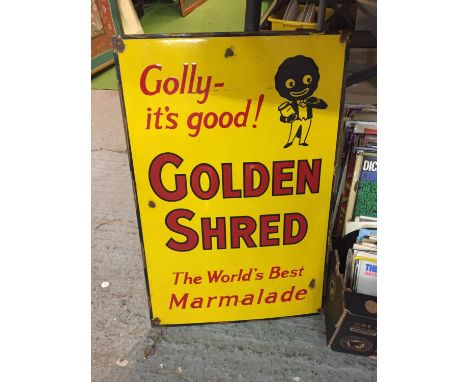 Golly-
it's good!
GOLDEN
SHRED
The World's Best
Marmalade